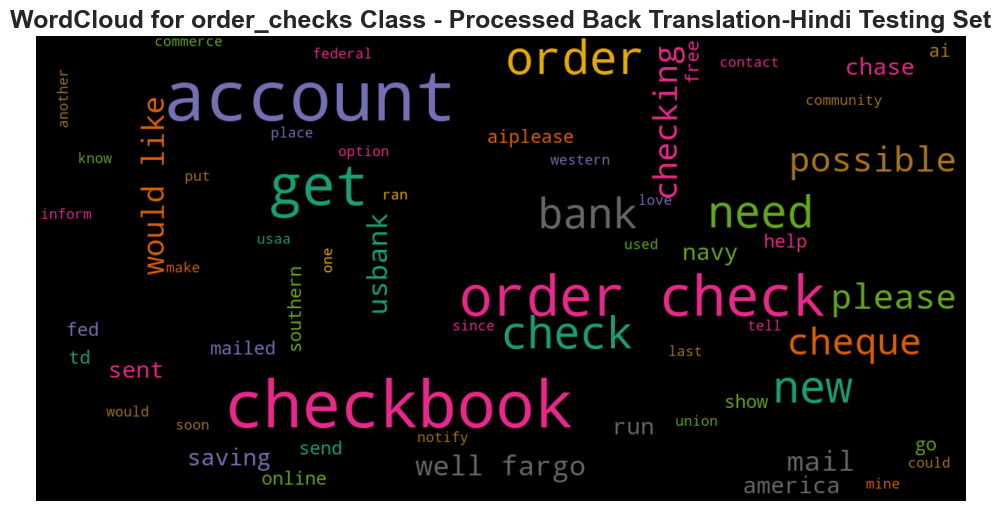 WordCloud for order_checks Class - Processed Back Translation-Hindi Testing Set
commerce
federal
order
free
contact
ai
chase
another
account
checking
community
place
aiplease
know
would like
option
western
possible
put
get
ran
love
inform
bank
need
usbank
usaa
one
used
navy
help
make
southern
order check
please
since
tell
fed
check
cheque
td
mailed
last
sent
checkbook
new
show
would
soon
run
union
notify
saving
send
go
well fargo
mail
could
online
america
mine